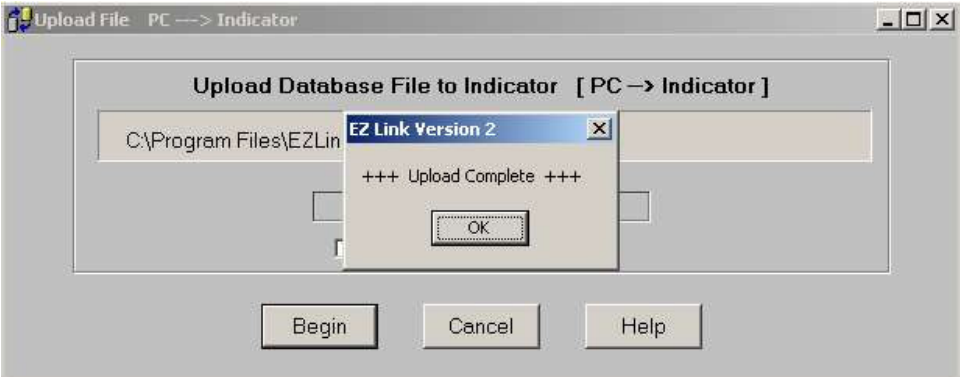 Upload File PC ---> Indicator
Upload Database File to Indicator [ PC --> Indicator ]
C:\Program Files\EZLin
EZ Link Version 2
+++ Upload Complete +++
OK
Begin Cancel Help